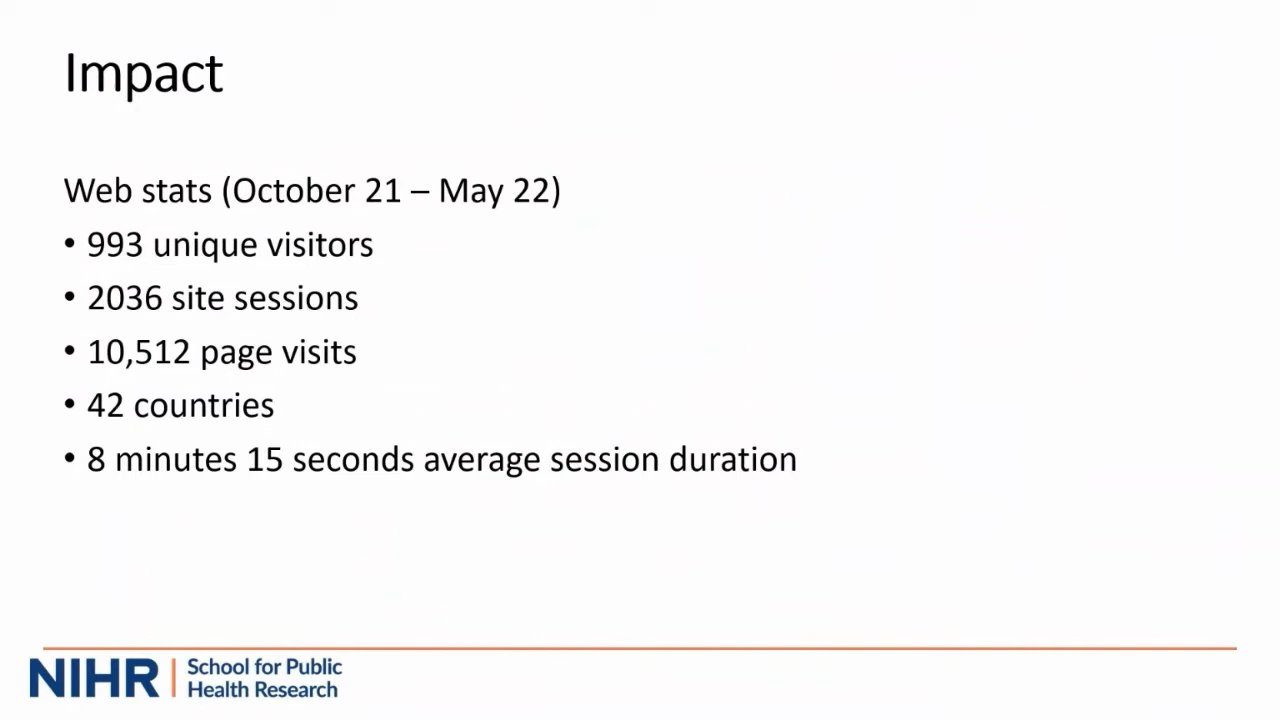 Impact
Web stats (October 21 – May 22)
• 993 unique visitors
• 2036 site sessions
• 10,512 page visits
• 42 countries
• 8 minutes 15 seconds average session duration
NIHR | School for Public
Health Research